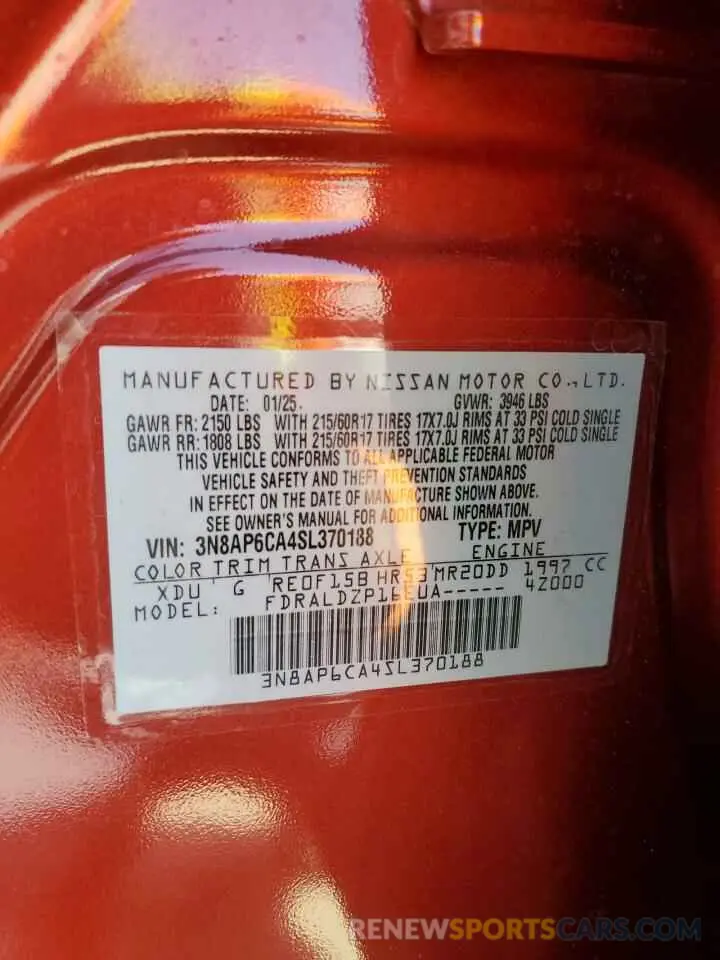 MANUFACTURED BY NISSAN MOTOR CO., LTD.
DATE: 01/25. GVWR: 3946 LBS
GAWR FR: 2150 LBS WITH 215/60R17 TIRES 17X7.0J RIMS AT 33 PSI COLD SINGLE
GAWR RR: 1808 LBS WITH 215/60R17 TIRES 17X7.0J RIMS AT 33 PSI COLD SINGLE
THIS VEHICLE CONFORMS TO ALL APPLICABLE FEDERAL MOTOR
VEHICLE SAFETY AND THEFT PREVENTION STANDARDS
IN EFFECT ON THE DATE OF MANUFACTURE SHOWN ABOVE.
SEE OWNER'S MANUAL FOR ADDITIONAL INFORMATION.
VIN: 3N8AP6CA4SL370188 TYPE: MPV
COLOR TRIM TRANS AXLE ENGINE
XDU G RE0F15B HR53 MR20DD 1997 CC
MODEL: FDRALDZP16EUA----- 42000
3N8AP6CA4SL370188
RENEWSPORTSCARS.COM